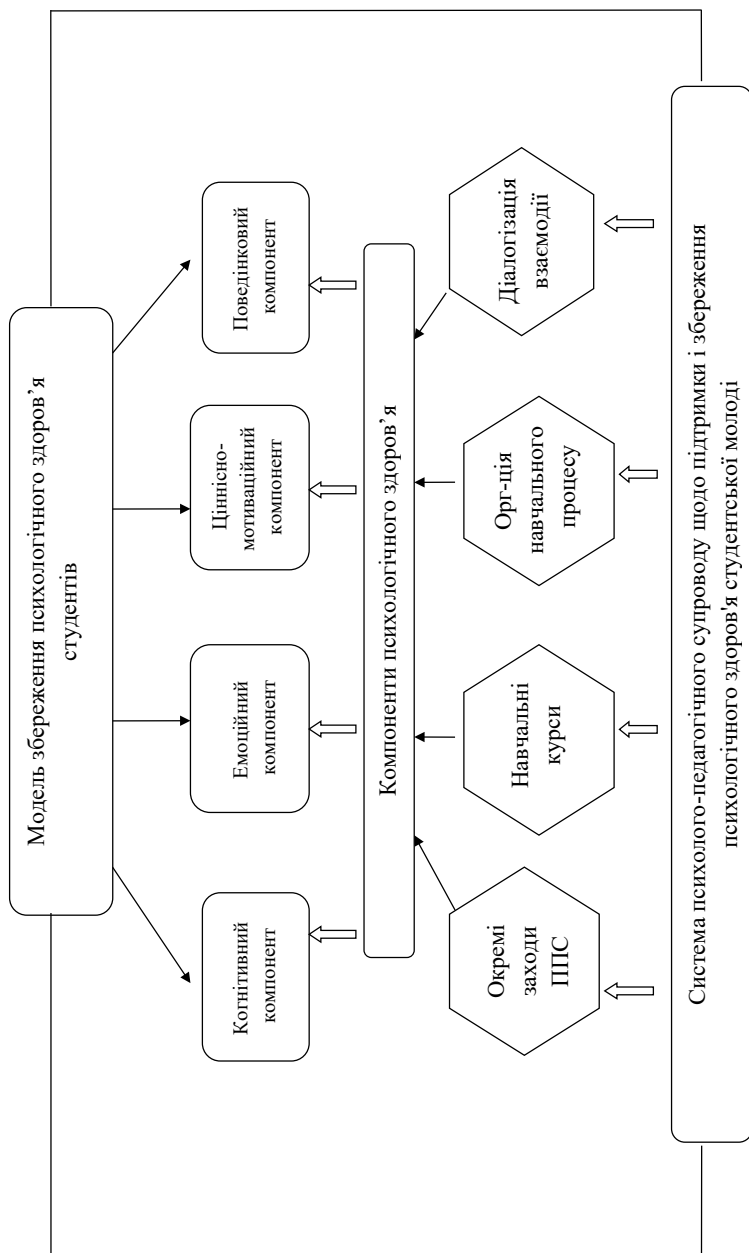 Модель збереження психологічного здоров’я
студентів
Когнітивний
компонент
Емоційний
компонент
Ціннісно-
мотиваційний
компонент
Поведінковий
компонент
Компоненти психологічного здоров’я
Окремі
заходи
ППС
Навчальні
курси
Орг-ція
навчального
процесу
Діалогізація
взаємодії
Система психолого-педагогічного супроводу щодо підтримки і збереження
психологічного здоров'я студентської молоді